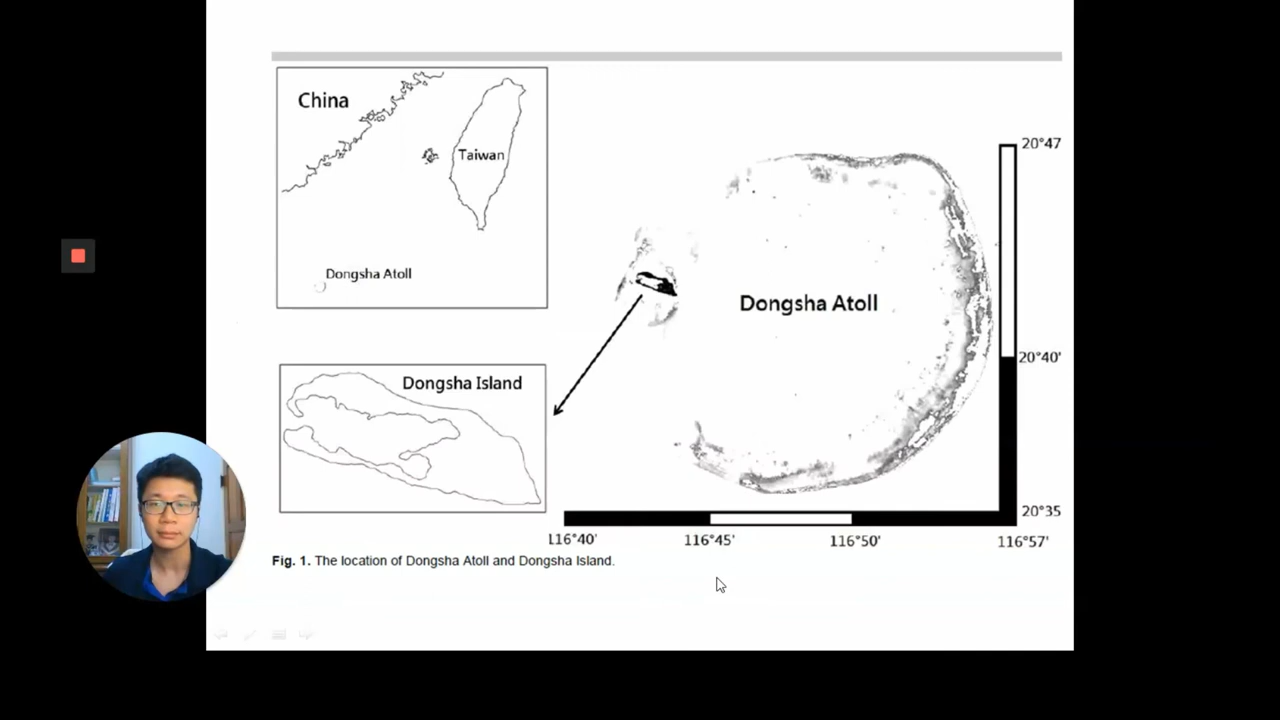 China
Taiwan
Dongsha Atoll
Dongsha Island
Dongsha Atoll
20°47
20°40'
20°35
116°40'
116°45'
116°50'
116°57'
Fig. 1. The location of Dongsha Atoll and Dongsha Island.